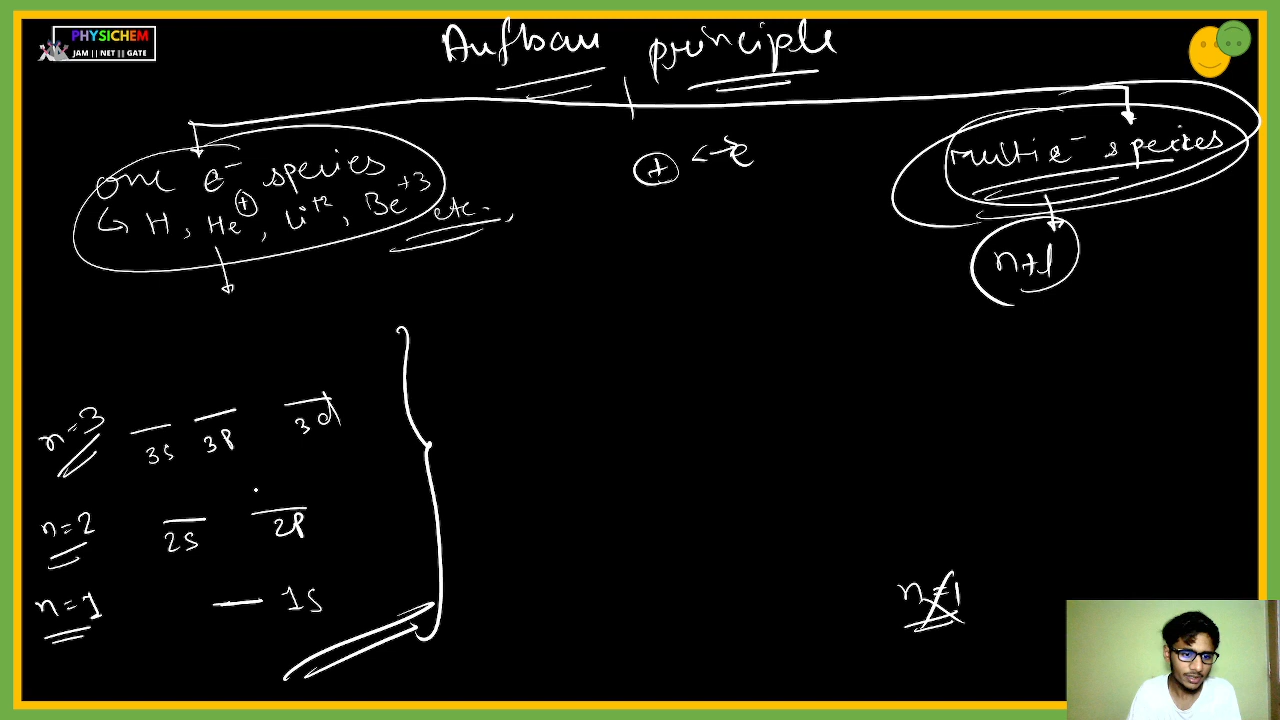 PHYSICHEM
JAM || NET || GATE
Aufbau principle
one e⁻ species
↳ H, He⁺, Li⁺², Be⁺³ etc.,
⊕ ↔ e
multi e⁻ species
n+l
n=3 3s 3p 3d
n=2 2s 2p
n=1 1s
n=1